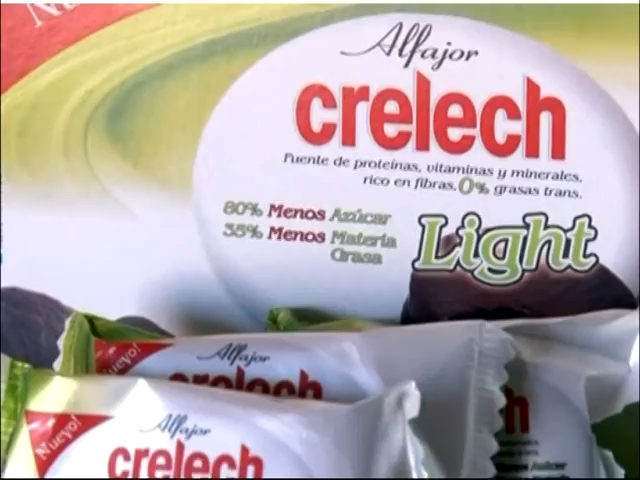 Alfajor
crelech
Fuente de proteínas, vitaminas y minerales,
rico en fibras. 0% grasas trans.
80% Menos Azúcar
35% Menos Materia
Grasa
Light
Nuevo!
Alfajor
crelech
Nuevo!
Alfajor
crelech